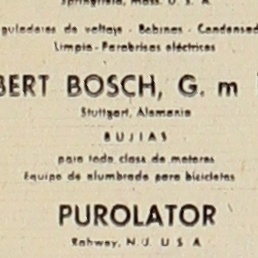 Springfield, Mass. U. S. A.
guladores de voltaje - Bobinas - Condensad
Limpia-Parabrisas eléctricos
BERT BOSCH, G. m
Stuttgart, Alemania
BUJIAS
para toda clase de motores
Equipo de alumbrado para bicicletas
PUROLATOR
Rahway, N. J. U S A